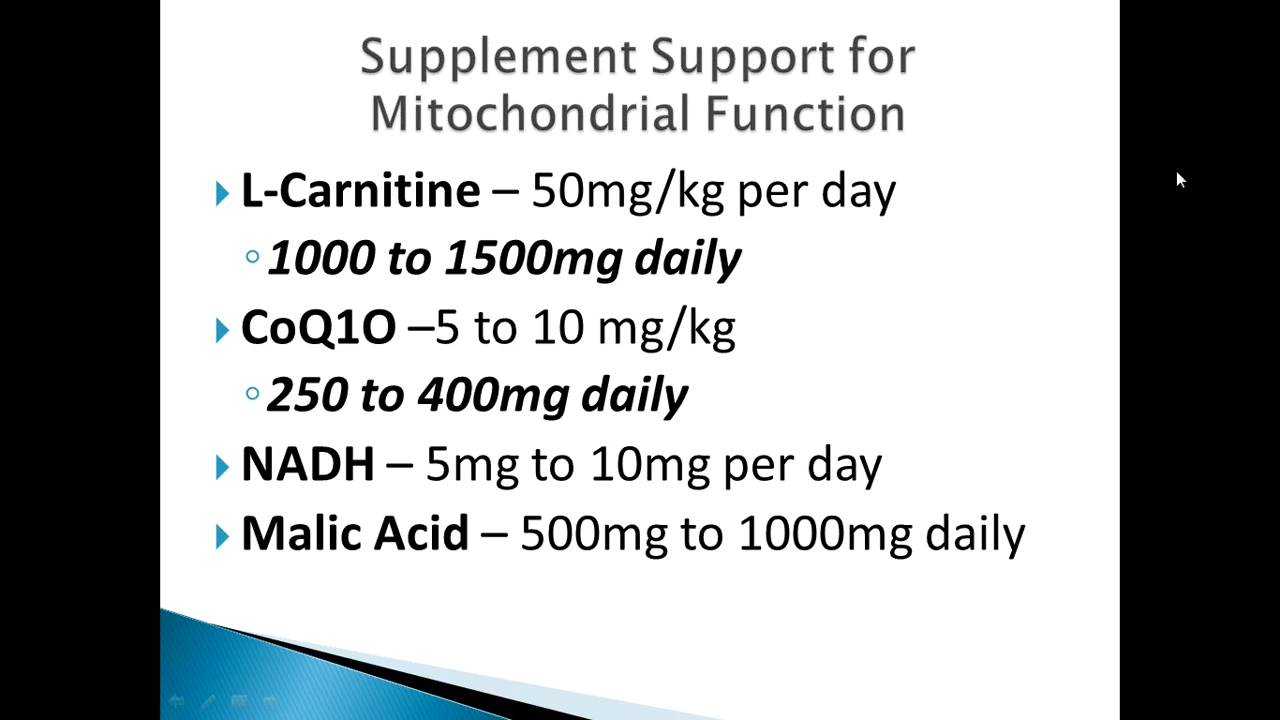 Supplement Support for
Mitochondrial Function
L-Carnitine – 50mg/kg per day
1000 to 1500mg daily
CoQ1O –5 to 10 mg/kg
250 to 400mg daily
NADH – 5mg to 10mg per day
Malic Acid – 500mg to 1000mg daily